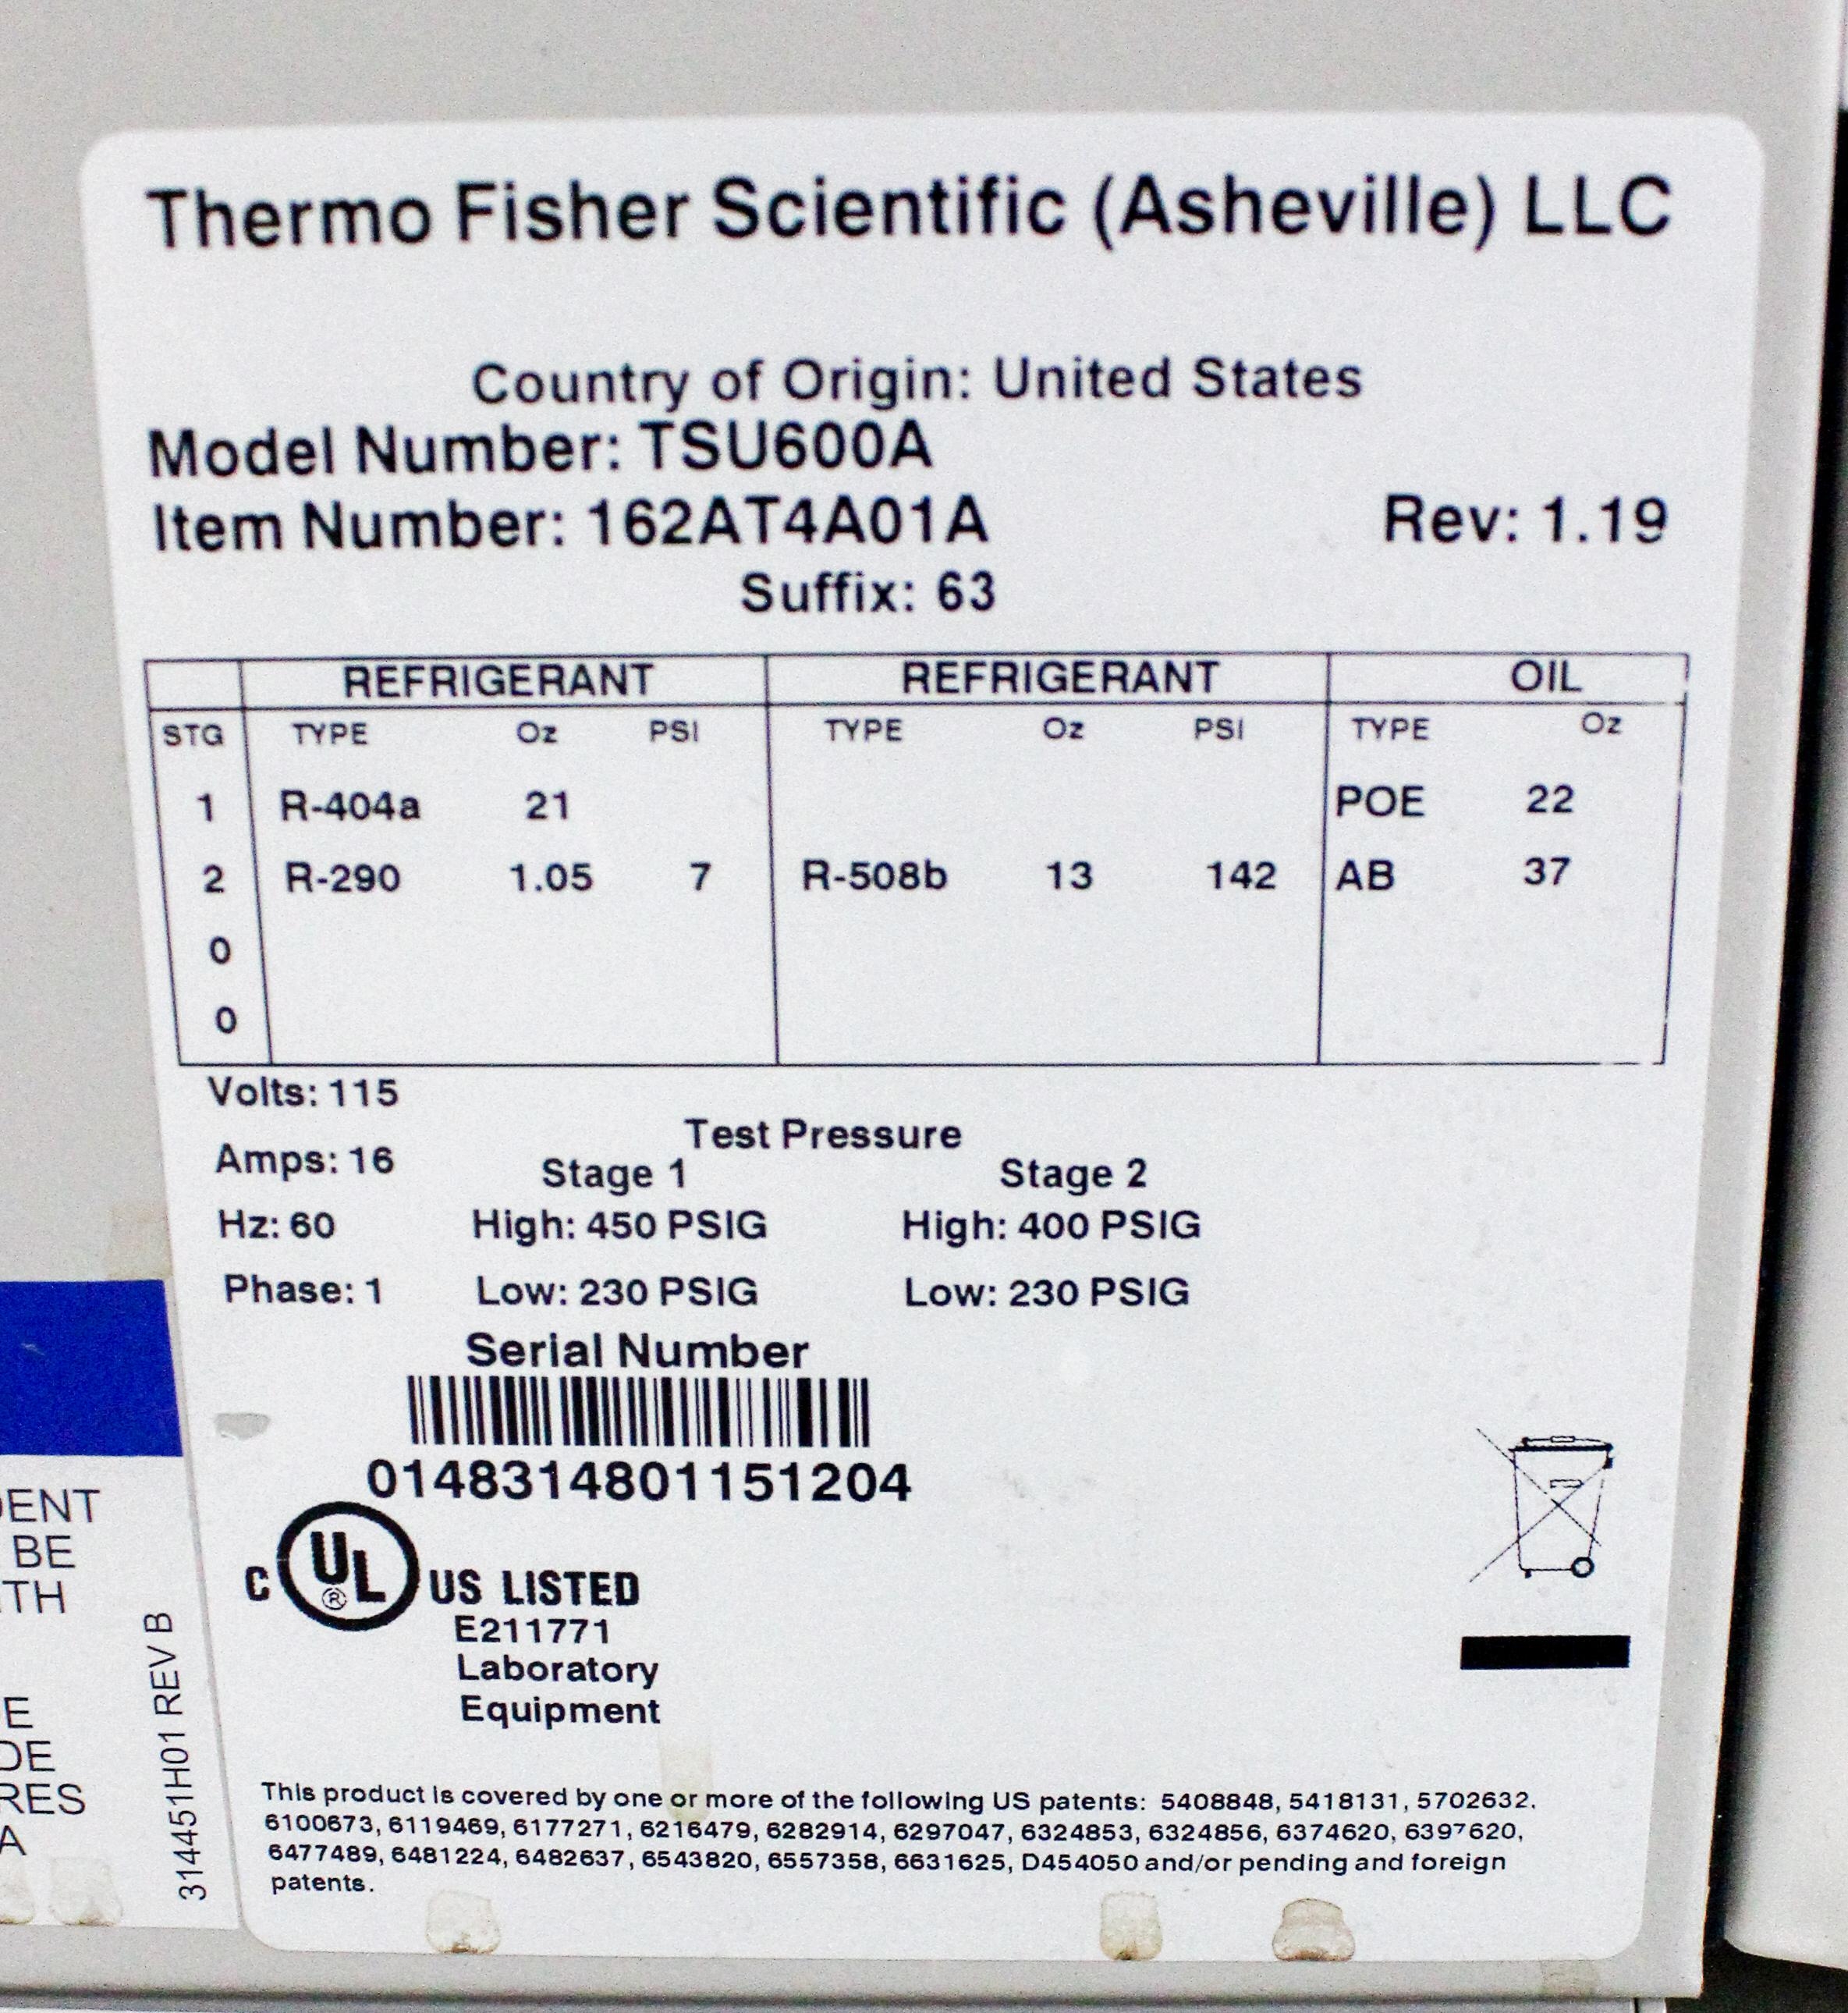 Thermo Fisher Scientific (Asheville) LLC
Country of Origin: United States
Model Number: TSU600A
Item Number: 162AT4A01A Rev: 1.19
Suffix: 63
REFRIGERANT REFRIGERANT OIL
STG TYPE Oz PSI TYPE Oz PSI TYPE Oz
1 R-404a 21 POE 22
2 R-290 1.05 7 R-508b 13 142 AB 37
0
0
Volts: 115
Test Pressure
Amps: 16 Stage 1 Stage 2
Hz: 60 High: 450 PSIG High: 400 PSIG
Phase: 1 Low: 230 PSIG Low: 230 PSIG
Serial Number
0148314801151204
C UL ® US LISTED
E211771
Laboratory
Equipment
This product is covered by one or more of the following US patents: 5408848, 5418131, 5702632,
6100673, 6119469, 6177271, 6216479, 6282914, 6297047, 6324853, 6324856, 6374620, 6397620,
6477489, 6481224, 6482637, 6543820, 6557358, 6631625, D454050 and/or pending and foreign
patents.
DENT
BE
TH
E
DE
RES
A
314451H01 REV B